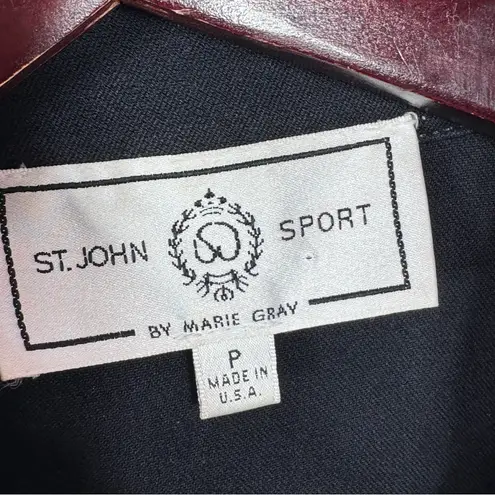 ST. JOHN SPORT
BY MARIE GRAY
P
MADE IN
U.S.A.